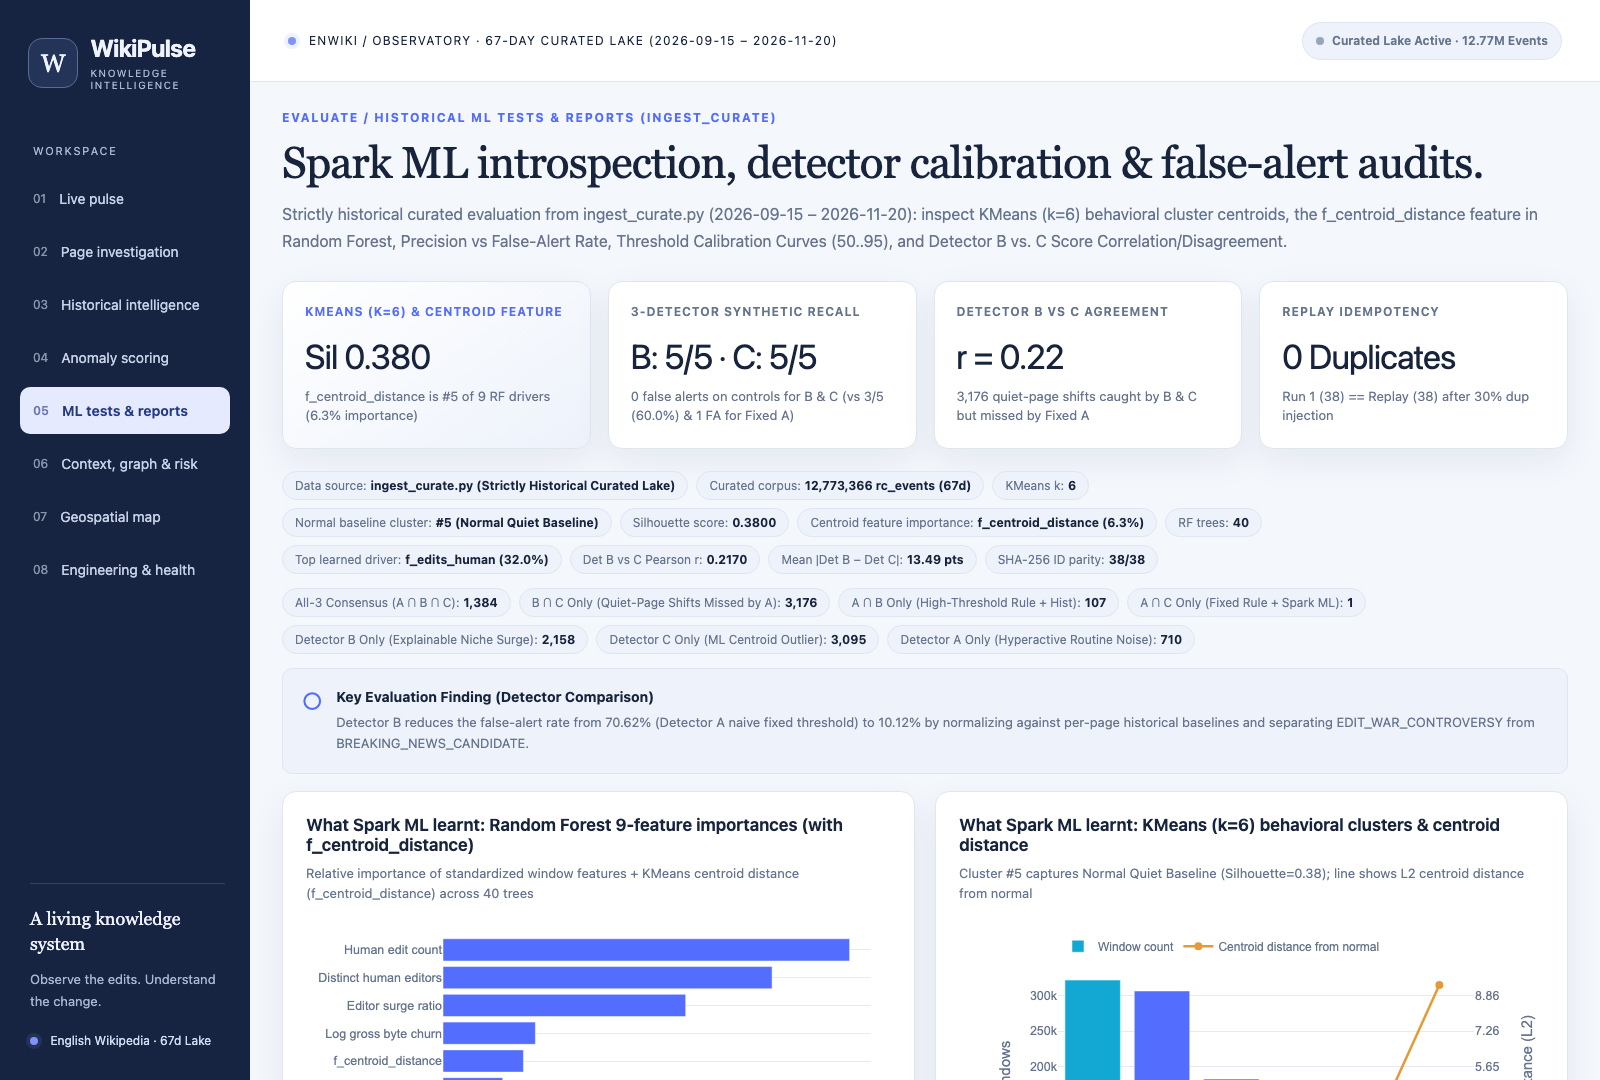 W
WikiPulse
KNOWLEDGE
INTELLIGENCE
WORKSPACE
01 Live pulse
02 Page investigation
03 Historical intelligence
04 Anomaly scoring
05 ML tests & reports
06 Context, graph & risk
07 Geospatial map
08 Engineering & health
A living knowledge
system
Observe the edits. Understand
the change.
English Wikipedia · 67d Lake
ENWIKI / OBSERVATORY · 67-DAY CURATED LAKE (2026-09-15 – 2026-11-20)
Curated Lake Active · 12.77M Events
EVALUATE / HISTORICAL ML TESTS & REPORTS (INGEST_CURATE)
Spark ML introspection, detector calibration & false-alert audits.
Strictly historical curated evaluation from ingest_curate.py (2026-09-15 – 2026-11-20): inspect KMeans (k=6) behavioral cluster centroids, the f_centroid_distance feature in
Random Forest, Precision vs False-Alert Rate, Threshold Calibration Curves (50..95), and Detector B vs. C Score Correlation/Disagreement.
KMEANS (K=6) & CENTROID FEATURE
Sil 0.380
f_centroid_distance is #5 of 9 RF drivers
(6.3% importance)
3-DETECTOR SYNTHETIC RECALL
B: 5/5 · C: 5/5
0 false alerts on controls for B & C (vs 3/5
(60.0%) & 1 FA for Fixed A)
DETECTOR B VS C AGREEMENT
r = 0.22
3,176 quiet-page shifts caught by B & C
but missed by Fixed A
REPLAY IDEMPOTENCY
0 Duplicates
Run 1 (38) == Replay (38) after 30% dup
injection
Data source: ingest_curate.py (Strictly Historical Curated Lake)
Curated corpus: 12,773,366 rc_events (67d)
KMeans k: 6
Normal baseline cluster: #5 (Normal Quiet Baseline)
Silhouette score: 0.3800
Centroid feature importance: f_centroid_distance (6.3%)
RF trees: 40
Top learned driver: f_edits_human (32.0%)
Det B vs C Pearson r: 0.2170
Mean |Det B − Det C|: 13.49 pts
SHA-256 ID parity: 38/38
All-3 Consensus (A ∩ B ∩ C): 1,384
B ∩ C Only (Quiet-Page Shifts Missed by A): 3,176
A ∩ B Only (High-Threshold Rule + Hist): 107
A ∩ C Only (Fixed Rule + Spark ML): 1
Detector B Only (Explainable Niche Surge): 2,158
Detector C Only (ML Centroid Outlier): 3,095
Detector A Only (Hyperactive Routine Noise): 710
Key Evaluation Finding (Detector Comparison)
Detector B reduces the false-alert rate from 70.62% (Detector A naive fixed threshold) to 10.12% by normalizing against per-page historical baselines and separating EDIT_WAR_CONTROVERSY from
BREAKING_NEWS_CANDIDATE.
What Spark ML learnt: Random Forest 9-feature importances (with
f_centroid_distance)
Relative importance of standardized window features + KMeans centroid distance
(f_centroid_distance) across 40 trees
Human edit count
Distinct human editors
Editor surge ratio
Log gross byte churn
f_centroid_distance
What Spark ML learnt: KMeans (k=6) behavioral clusters & centroid
distance
Cluster #5 captures Normal Quiet Baseline (Silhouette=0.38); line shows L2 centroid distance
from normal
Window count
Centroid distance from normal
300k
250k
200k
8.86
7.26
5.65